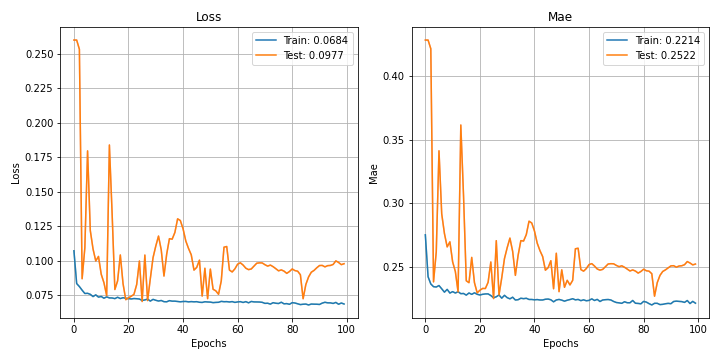 Loss
Train: 0.0684
Test: 0.0977
0.250
0.225
0.200
0.175
0.150
0.125
0.100
0.075
Loss
0 20 40 60 80 100
Epochs
Mae
Train: 0.2214
Test: 0.2522
0.40
0.35
0.30
0.25
Mae
0 20 40 60 80 100
Epochs